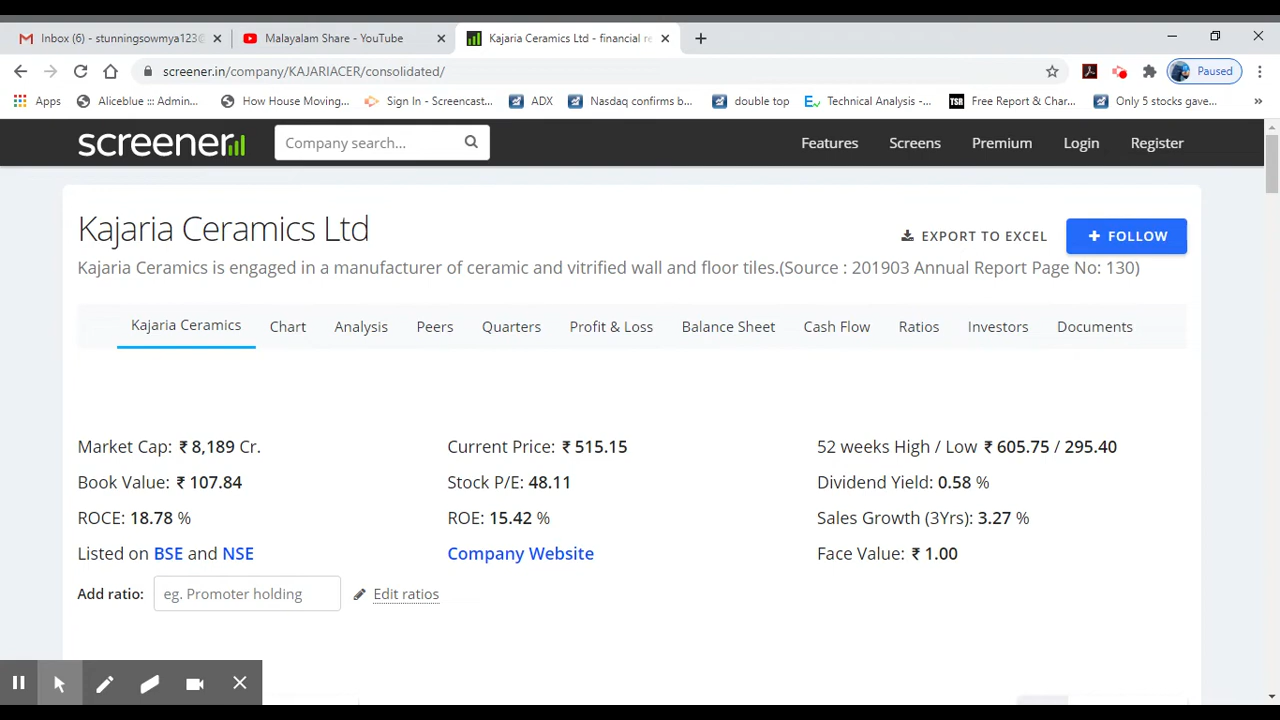 Inbox (6) - stunningsowmya123@
Malayalam Share - YouTube
Kajaria Ceramics Ltd - financial re
screener.in/company/KAJARIACER/consolidated/
Paused
Apps
Aliceblue ::: Admin...
How House Moving...
Sign In - Screencast...
ADX
Nasdaq confirms b...
double top
Technical Analysis -...
TSR
Free Report & Char...
Only 5 stocks gave...
»
screener
Company search...
Features
Screens
Premium
Login
Register
Kajaria Ceramics Ltd
EXPORT TO EXCEL
+ FOLLOW
Kajaria Ceramics is engaged in a manufacturer of ceramic and vitrified wall and floor tiles.(Source : 201903 Annual Report Page No: 130)
Kajaria Ceramics
Chart
Analysis
Peers
Quarters
Profit & Loss
Balance Sheet
Cash Flow
Ratios
Investors
Documents
Market Cap: ₹ 8,189 Cr.
Current Price: ₹ 515.15
52 weeks High / Low ₹ 605.75 / 295.40
Book Value: ₹ 107.84
Stock P/E: 48.11
Dividend Yield: 0.58 %
ROCE: 18.78 %
ROE: 15.42 %
Sales Growth (3Yrs): 3.27 %
Listed on BSE and NSE
Company Website
Face Value: ₹ 1.00
Add ratio:
eg. Promoter holding
Edit ratios